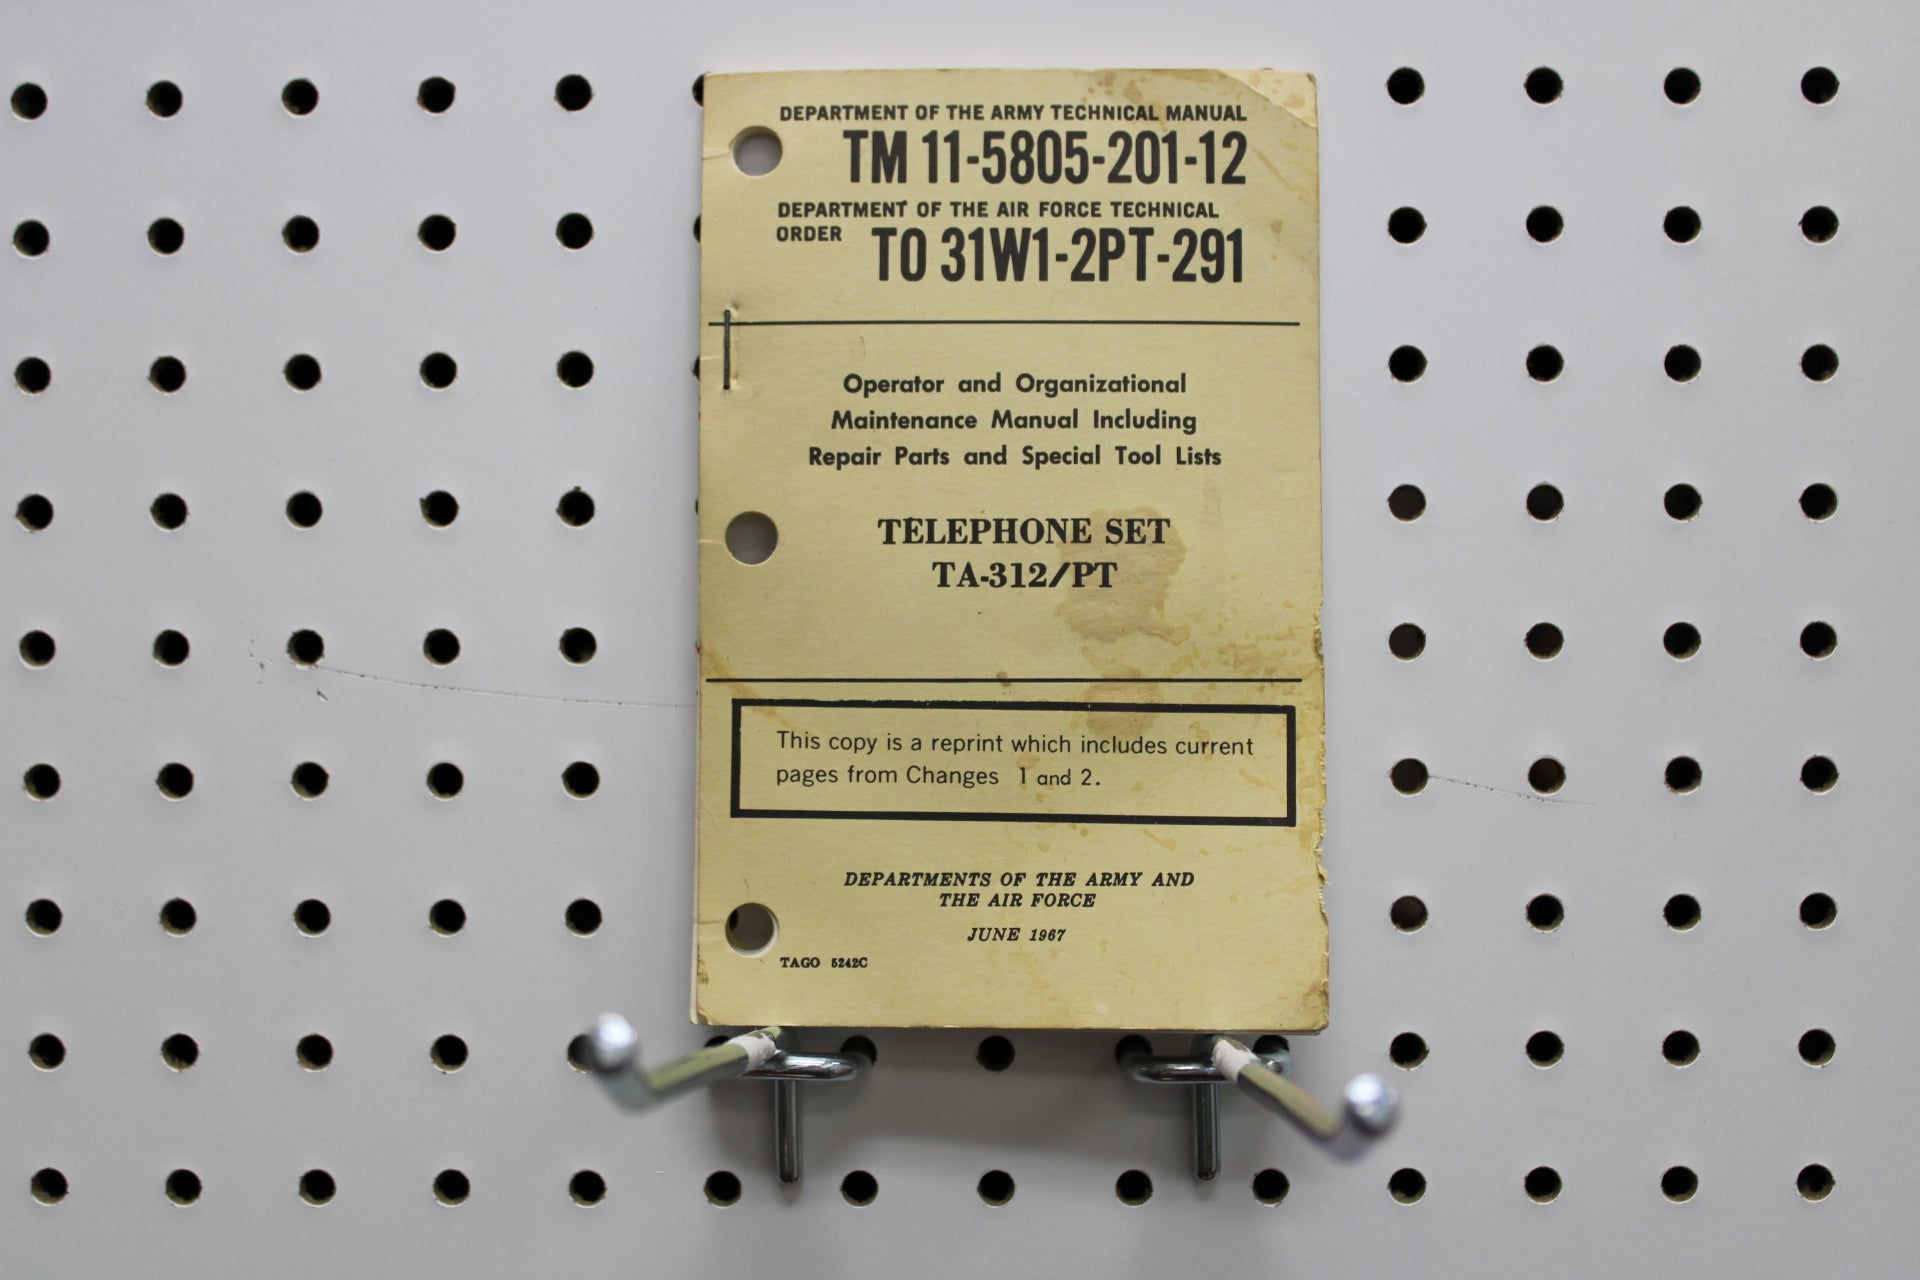 DEPARTMENT OF THE ARMY TECHNICAL MANUAL
TM 11-5805-201-12
DEPARTMENT OF THE AIR FORCE TECHNICAL
ORDER TO 31W1-2PT-291
Operator and Organizational
Maintenance Manual Including
Repair Parts and Special Tool Lists
TELEPHONE SET
TA-312/PT
This copy is a reprint which includes current
pages from Changes 1 and 2.
DEPARTMENTS OF THE ARMY AND
THE AIR FORCE
JUNE 1967
TAGO 5242C